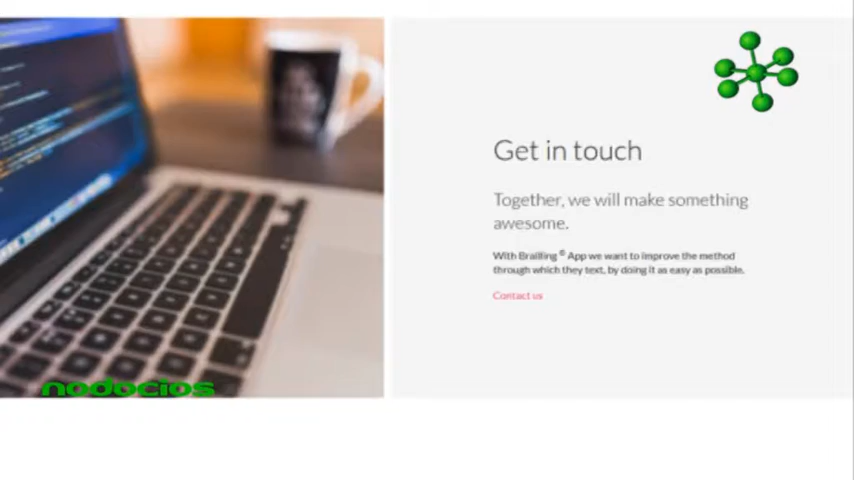 Get in touch
Together, we will make something
awesome.
With Brailling ® App we want to improve the method
through which they text, by doing it as easy as possible.
Contact us
nodocios